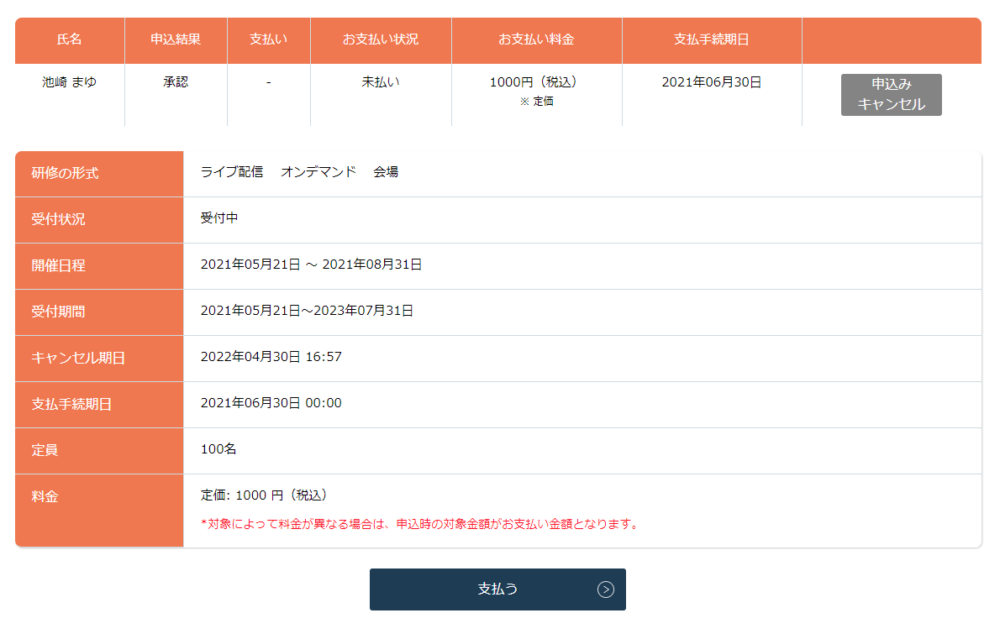 氏名 申込結果 支払い お支払い状況 お支払い料金 支払手続期日
池崎 まゆ 承認 - 未払い 1000円（税込） 2021年06月30日 申込み
※ 定価 キャンセル
研修の形式 ライブ配信 オンデマンド 会場
受付状況 受付中
開催日程 2021年05月21日 ～ 2021年08月31日
受付期間 2021年05月21日～2023年07月31日
キャンセル期日 2022年04月30日 16:57
支払手続期日 2021年06月30日 00:00
定員 100名
料金 定価: 1000 円（税込）
*対象によって料金が異なる場合は、申込時の対象金額がお支払い金額となります。
支払う